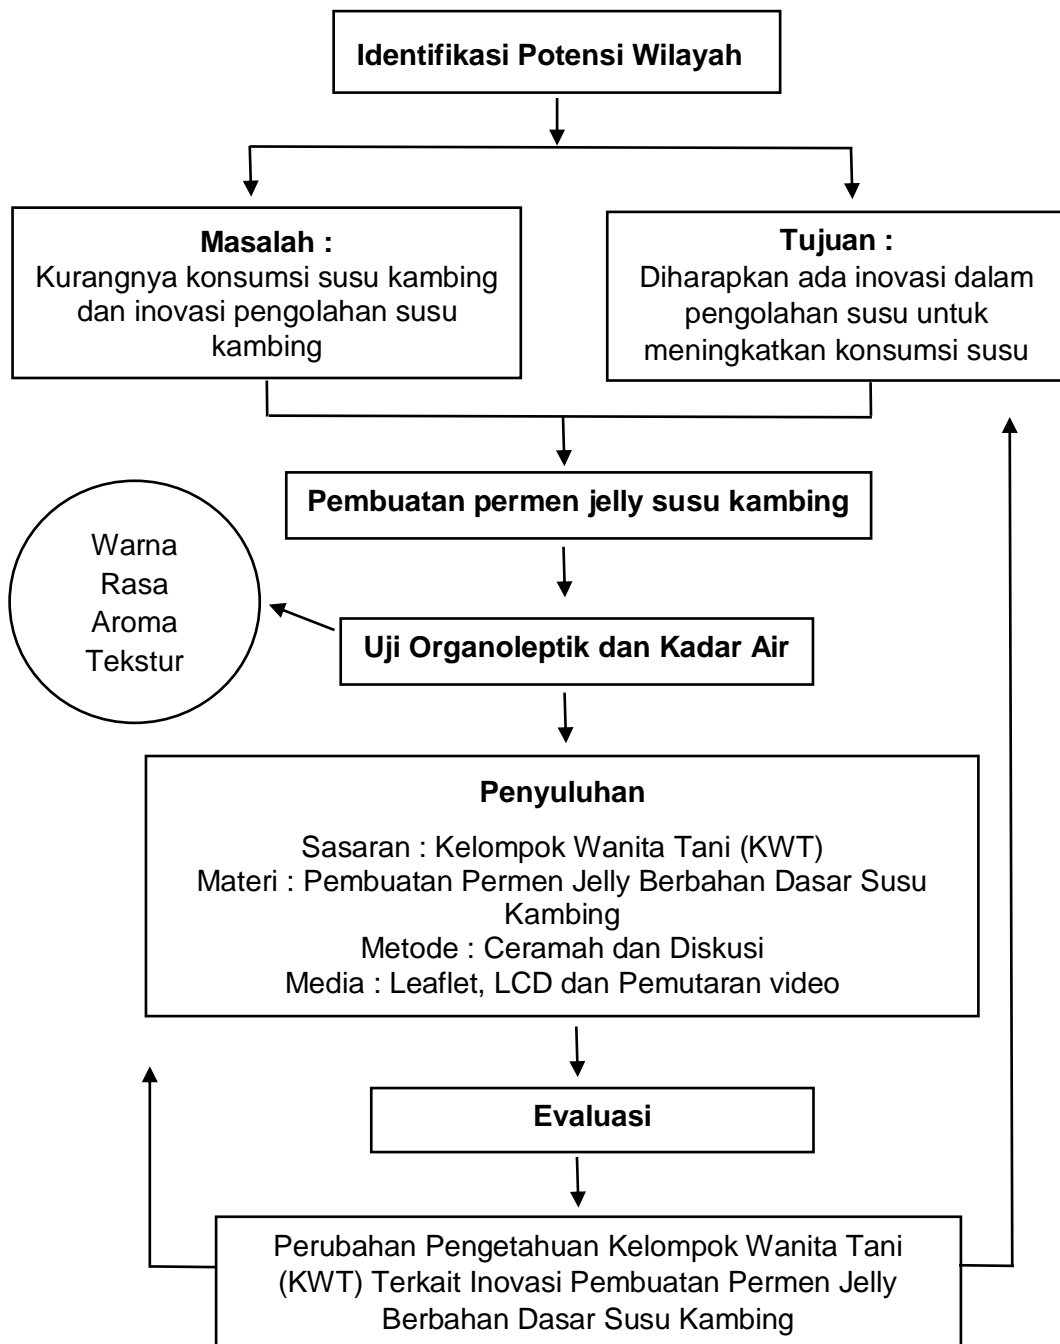 Identifikasi Potensi Wilayah
Masalah :
Kurangnya konsumsi susu kambing
dan inovasi pengolahan susu
kambing
Tujuan :
Diharapkan ada inovasi dalam
pengolahan susu untuk
meningkatkan konsumsi susu
Pembuatan permen jelly susu kambing
Warna
Rasa
Aroma
Tekstur
Uji Organoleptik dan Kadar Air
Penyuluhan
Sasaran : Kelompok Wanita Tani (KWT)
Materi : Pembuatan Permen Jelly Berbahan Dasar Susu
Kambing
Metode : Ceramah dan Diskusi
Media : Leaflet, LCD dan Pemutaran video
Evaluasi
Perubahan Pengetahuan Kelompok Wanita Tani
(KWT) Terkait Inovasi Pembuatan Permen Jelly
Berbahan Dasar Susu Kambing